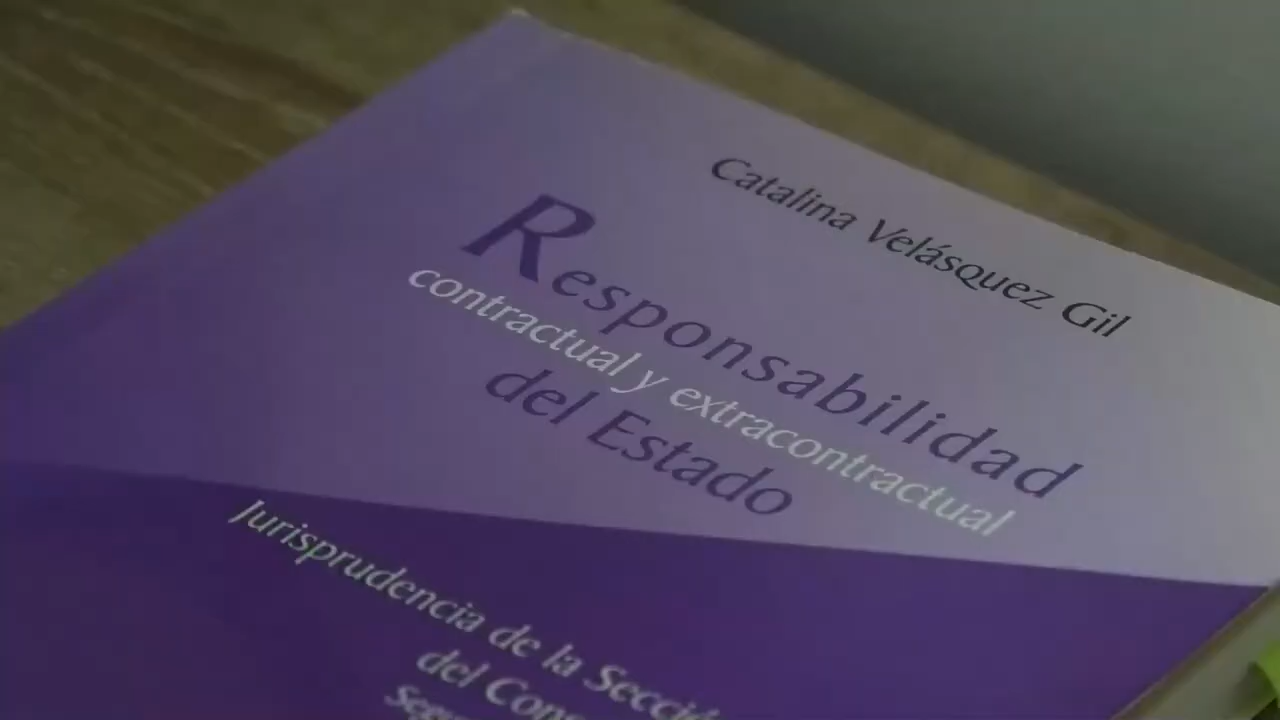 Catalina Velásquez Gil
Responsabilidad
contractual y extracontractual
del Estado
Jurisprudencia de la
del